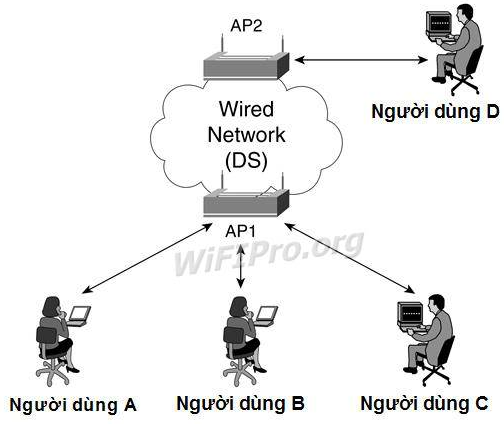 AP2
Người dùng D
Wired
Network
(DS)
AP1
WiFiPro.org
Người dùng A
Người dùng B
Người dùng C